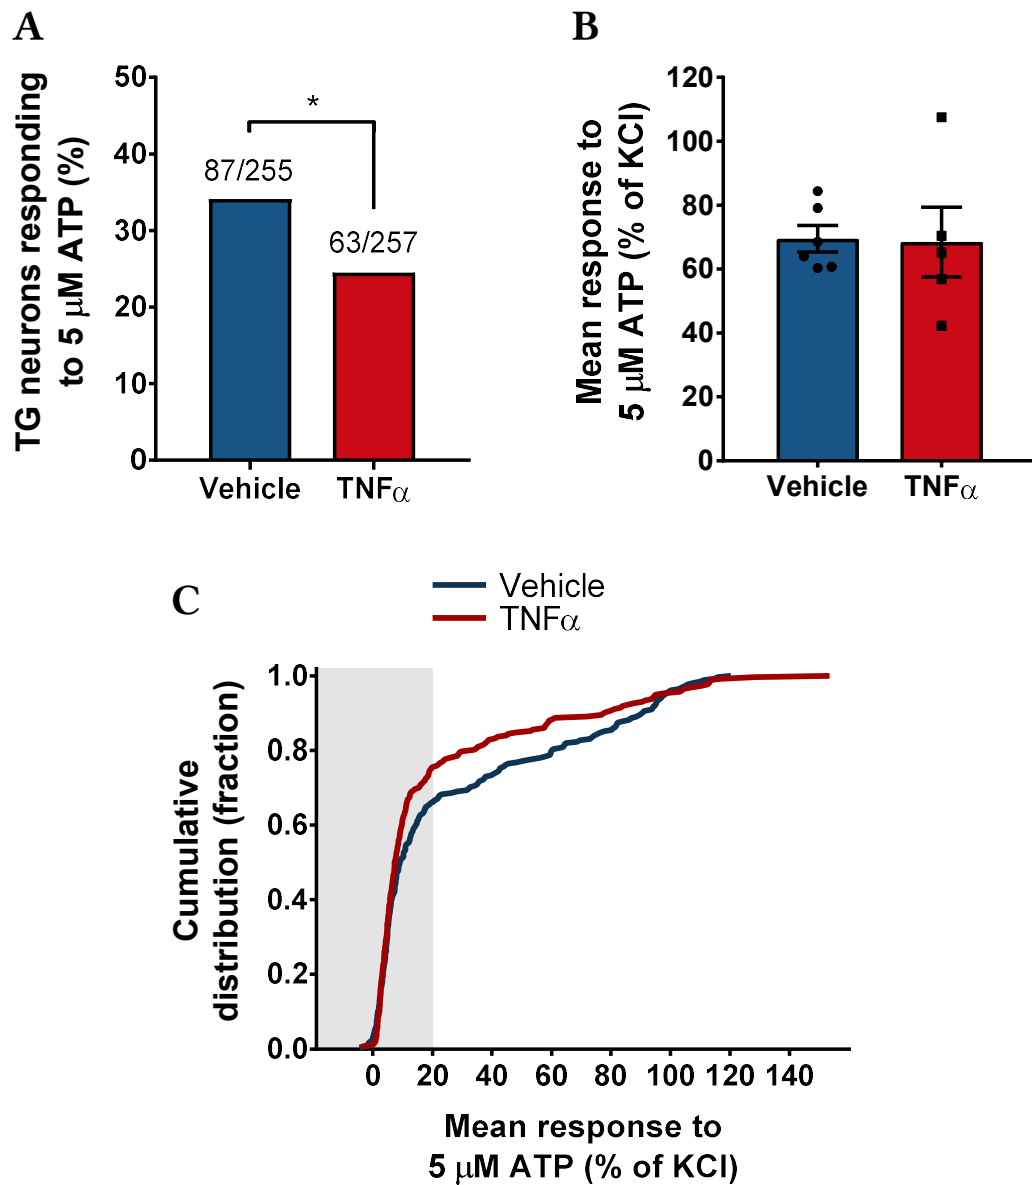 A
TG neurons responding
to 5 μM ATP (%)
50
40
30
20
10
0
*
87/255
63/257
Vehicle
TNFα
B
Mean response to
5 μM ATP (% of KCl)
120
100
80
60
40
20
0
Vehicle
TNFα
C
Vehicle
TNFα
Cumulative
distribution (fraction)
1.0
0.8
0.6
0.4
0.2
0.0
0 20 40 60 80 100 120 140
Mean response to
5 μM ATP (% of KCl)